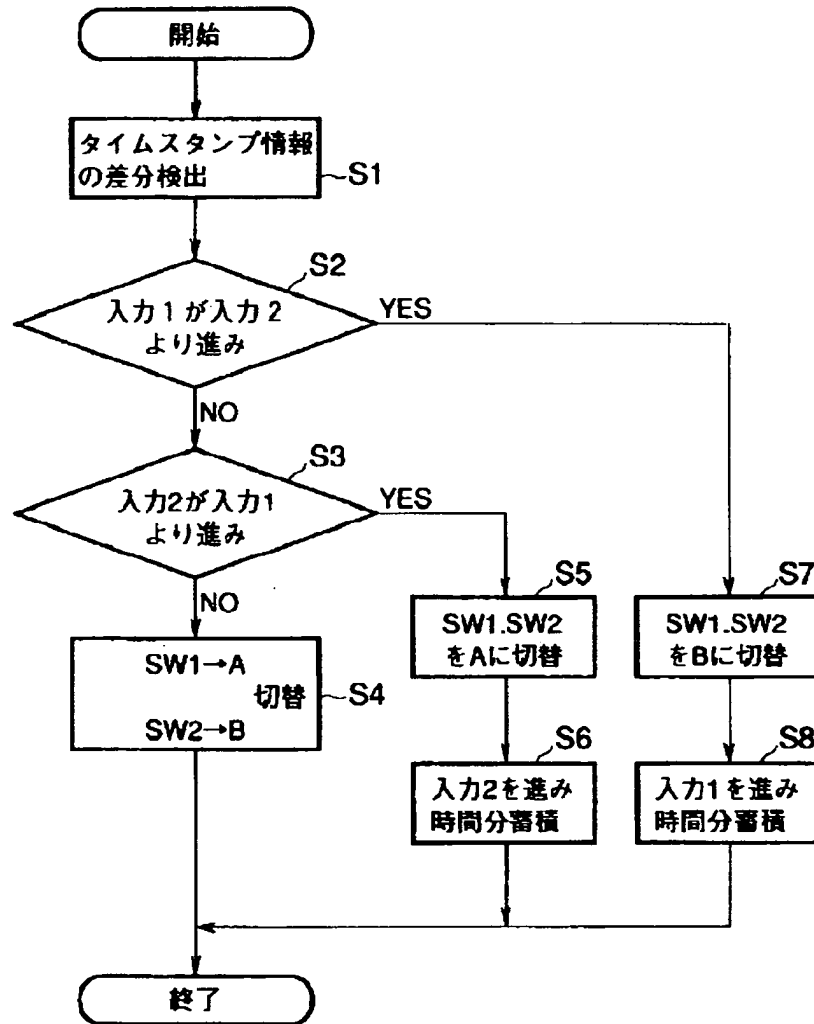 開始
タイムスタンプ情報
の差分検出
S1
S2
入力1が入力2
より進み
YES
NO
S3
入力2が入力1
より進み
YES
NO
SW1→A
切替
SW2→B
S4
S5
SW1.SW2
をAに切替
S7
SW1.SW2
をBに切替
S6
入力2を進み
時間分蓄積
S8
入力1を進み
時間分蓄積
終了